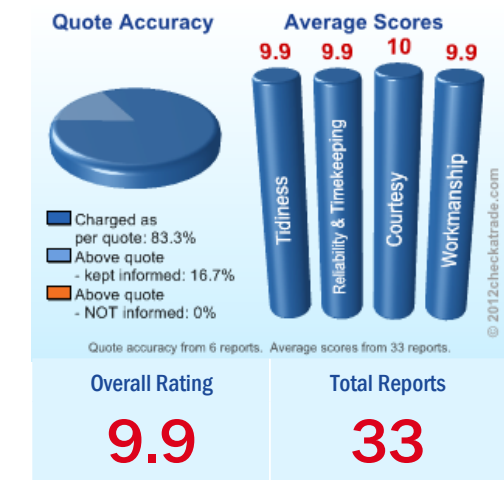 Quote Accuracy
Average Scores
9.9
9.9
10
9.9
Tidiness
Reliability & Timekeeping
Courtesy
Workmanship
Charged as
per quote: 83.3%
Above quote
- kept informed: 16.7%
Above quote
- NOT informed: 0%
© 2012checkatrade.com
Quote accuracy from 6 reports. Average scores from 33 reports.
Overall Rating
Total Reports
9.9
33